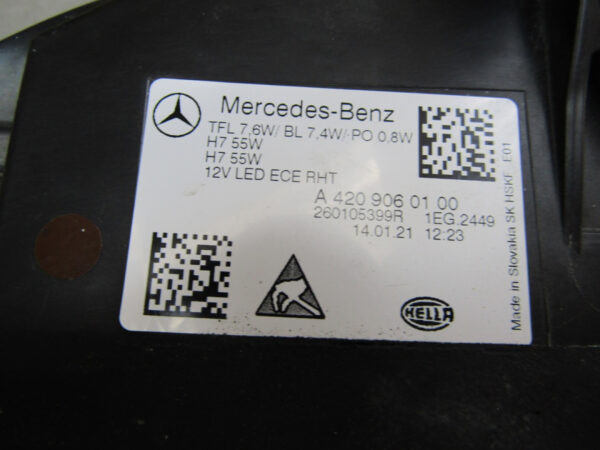 Mercedes-Benz
TFL 7,6W/ BL 7,4W/ PO 0,8W
H7 55W
H7 55W
12V LED ECE RHT
A 420 906 01 00
260105399R 1EG.2449
14.01.21 12:23
HELLA
Made in Slovakia SK HSKF E01